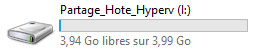 Partage_Hote_Hyperv (I:)
3,94 Go libres sur 3,99 Go